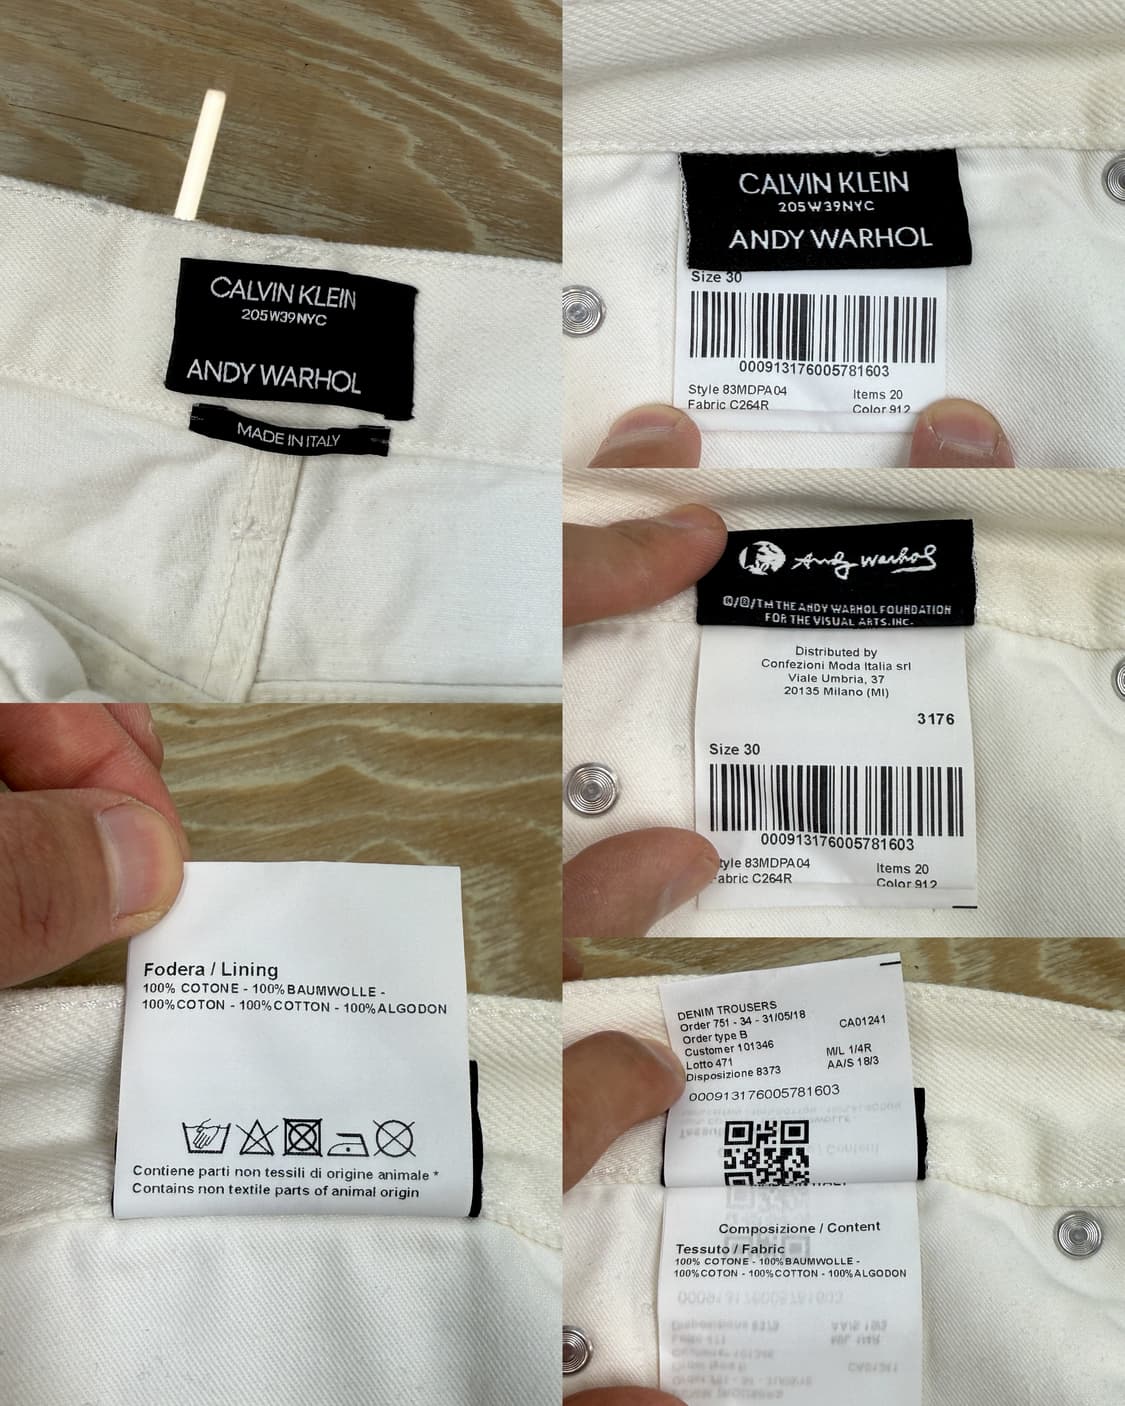 CALVIN KLEIN
205W39NYC
ANDY WARHOL
MADE IN ITALY
CALVIN KLEIN
205W39NYC
ANDY WARHOL
Size 30
000913176005781603
Style 83MDPA04 Items 20
Fabric C264R Color 912
Andy Warhol
©/®/TM THE ANDY WARHOL FOUNDATION
FOR THE VISUAL ARTS.INC.
Distributed by
Confezioni Moda Italia srl
Viale Umbria, 37
20135 Milano (MI)
3176
Size 30
000913176005781603
tyle 83MDPA04 Items 20
abric C264R Color 912
Fodera / Lining
100% COTONE - 100%BAUMWOLLE -
100%COTON - 100%COTTON - 100%ALGODON
Contiene parti non tessili di origine animale *
Contains non textile parts of animal origin
DENIM TROUSERS
Order 751 - 34 - 31/05/18 CA01241
Order type B
Customer 101346 M/L 1/4R
Lotto 471 AA/S 18/3
Disposizione 8373
000913176005781603
Composizione / Content
Tessuto / Fabric
100% COTONE - 100%BAUMWOLLE -
100%COTON - 100%COTTON - 100%ALGODON